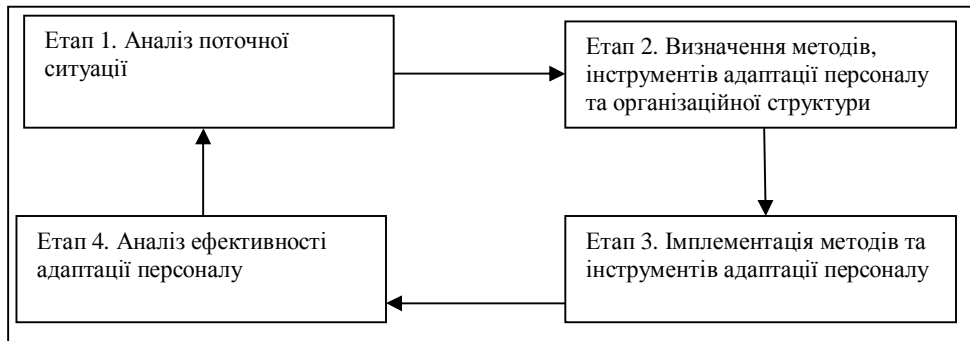 Етап 1. Аналіз поточної
ситуації
Етап 2. Визначення методів,
інструментів адаптації персоналу
та організаційної структури
Етап 3. Імплементація методів та
інструментів адаптації персоналу
Етап 4. Аналіз ефективності
адаптації персоналу